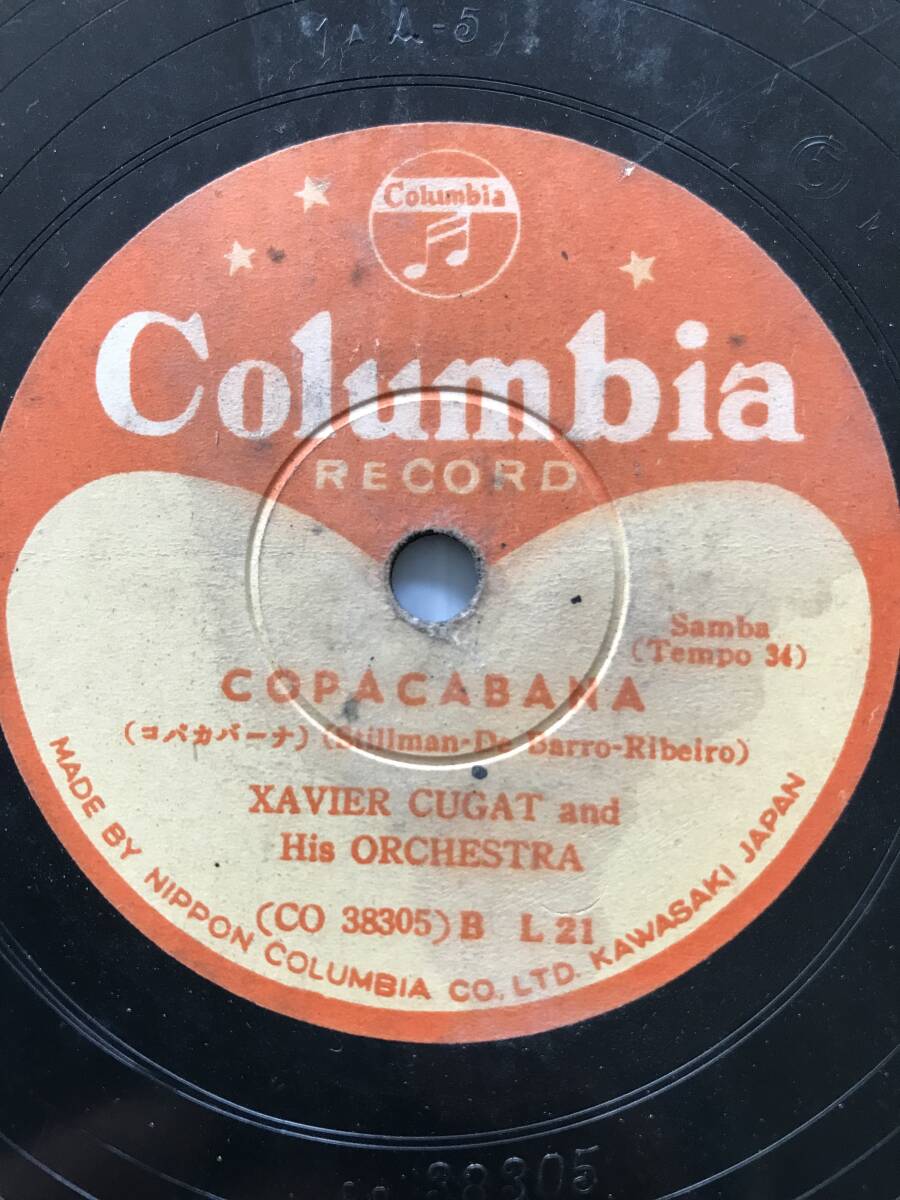 1A A-5
Columbia
Columbia
RECORD
Samba
(Tempo 34)
COPACABANA
(コパカバーナ) (Stillman-De Barro-Ribeiro)
XAVIER CUGAT and
His ORCHESTRA
(CO 38305) B L 21
MADE BY NIPPON COLUMBIA CO., LTD. KAWASAKI JAPAN
38305